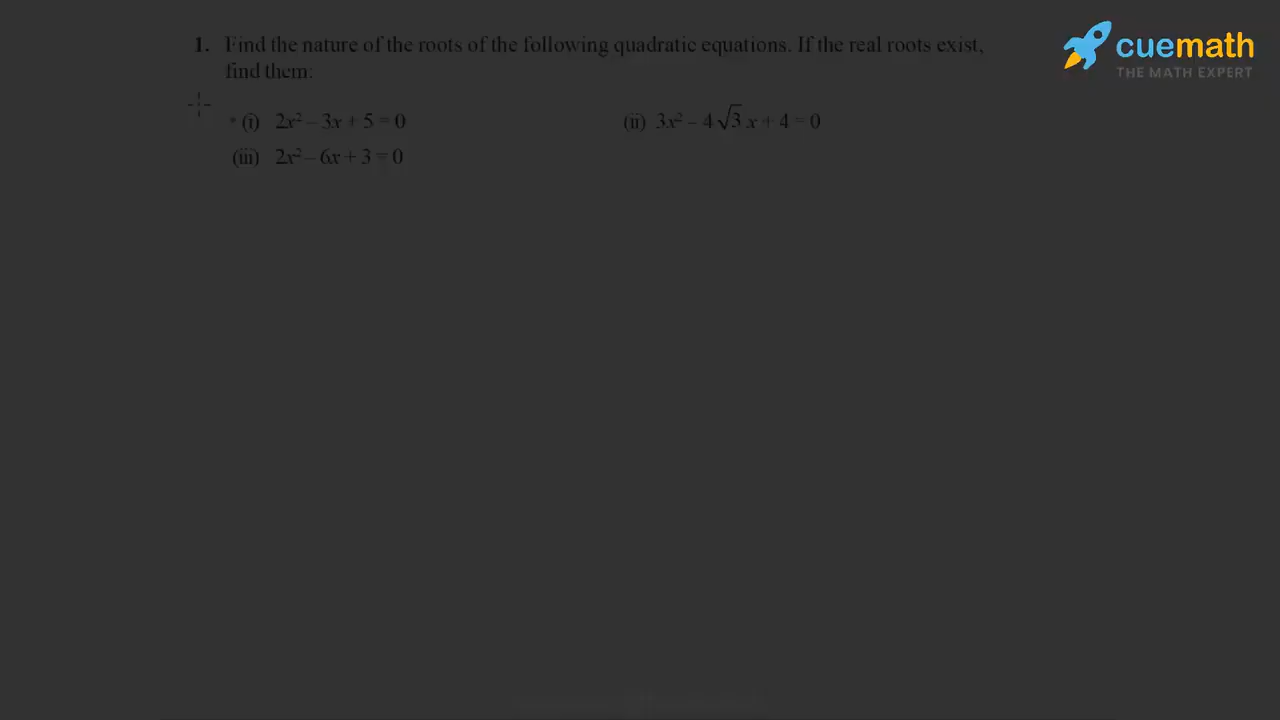 1. Find the nature of the roots of the following quadratic equations. If the real roots exist,
find them:
(i) 2x² – 3x + 5 = 0
(ii) 3x² – 4√3 x + 4 = 0
(iii) 2x² – 6x + 3 = 0
cuemath
THE MATH EXPERT